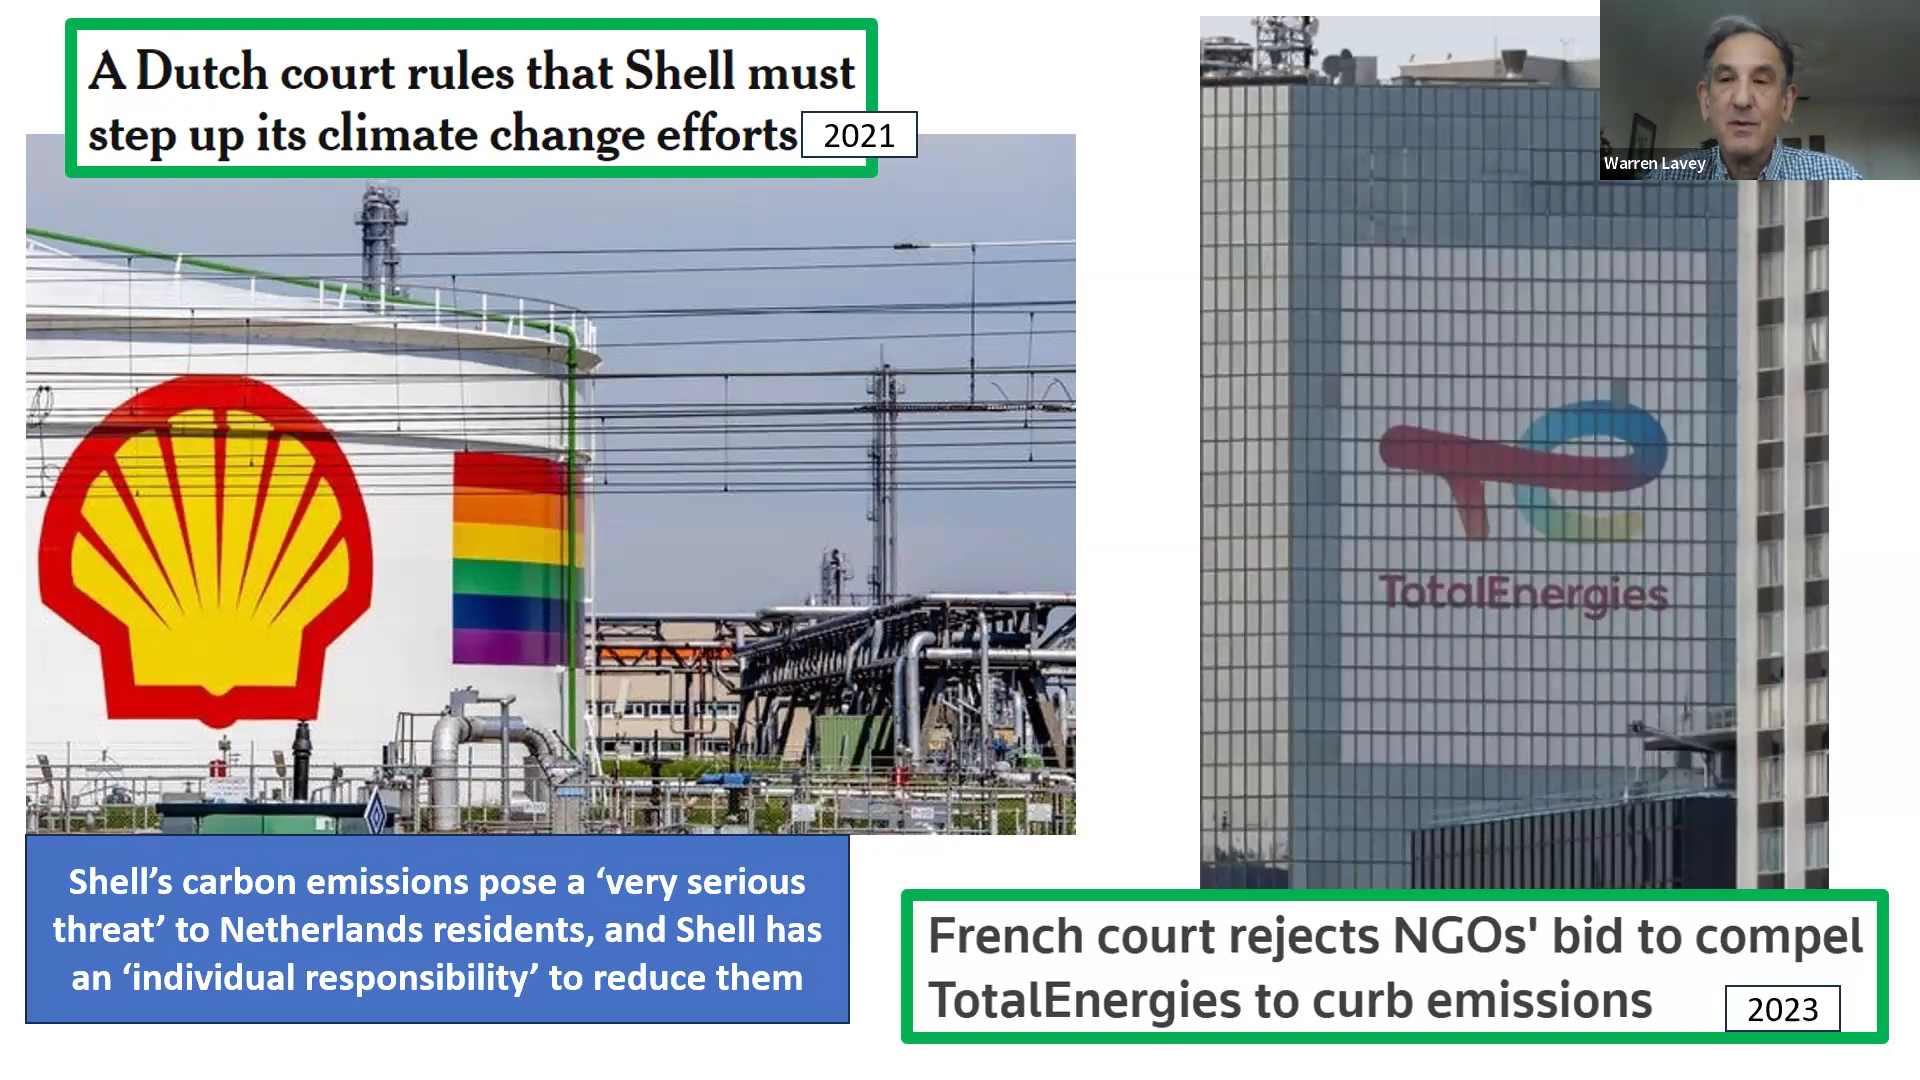 A Dutch court rules that Shell must
step up its climate change efforts
2021
Warren Lavey
TotalEnergies
Shell’s carbon emissions pose a ‘very serious
threat’ to Netherlands residents, and Shell has
an ‘individual responsibility’ to reduce them
French court rejects NGOs' bid to compel
TotalEnergies to curb emissions
2023